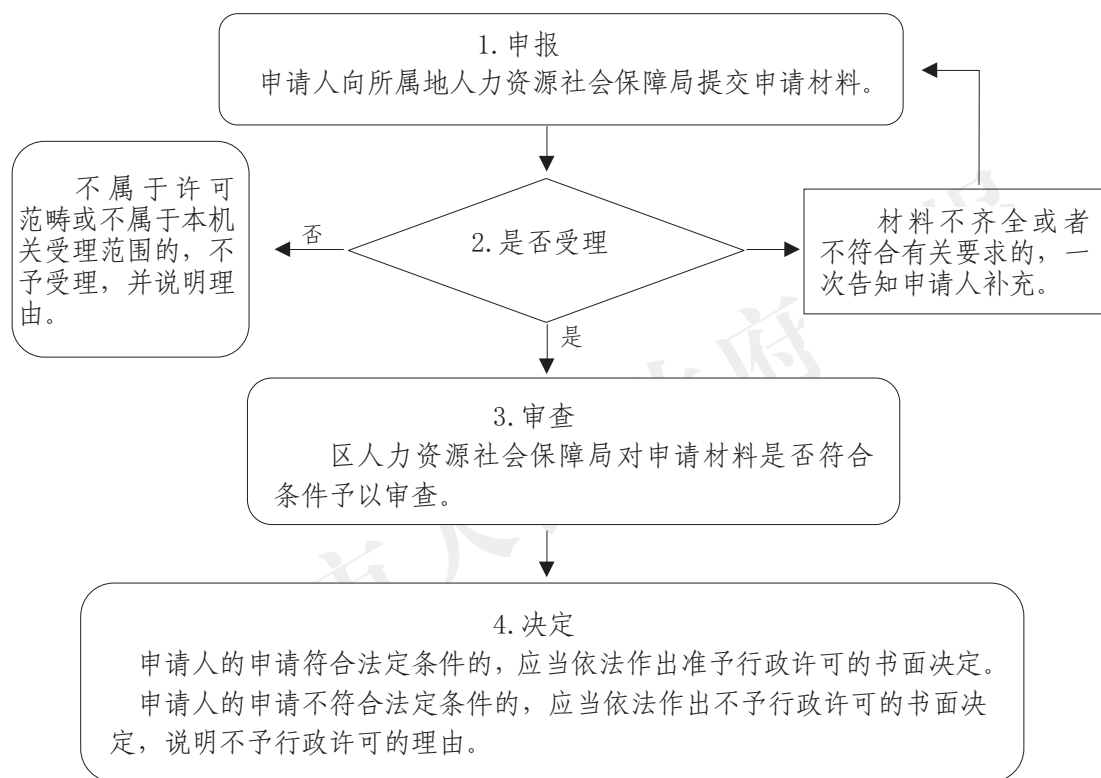 1.申报
申请人向所属地人力资源社会保障局提交申请材料。
不属于许可
范畴或不属于本机
关受理范围的，不
予受理，并说明理
由。
否
2.是否受理
材料不齐全或者
不符合有关要求的，一
次告知申请人补充。
是
3.审查
区人力资源社会保障局对申请材料是否符合
条件予以审查。
4.决定
申请人的申请符合法定条件的，应当依法作出准予行政许可的书面决定。
申请人的申请不符合法定条件的，应当依法作出不予行政许可的书面决
定，说明不予行政许可的理由。